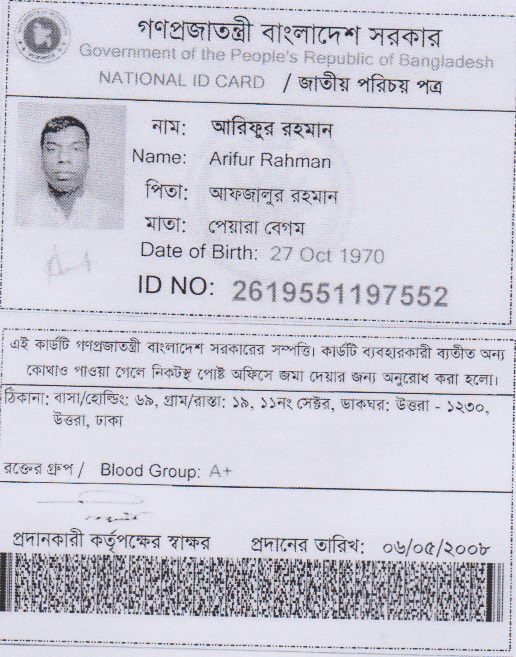 গণপ্রজাতন্ত্রী বাংলাদেশ সরকার
Government of the People's Republic of Bangladesh
NATIONAL ID CARD / জাতীয় পরিচয় পত্র
নাম: আরিফুর রহমান
Name: Arifur Rahman
পিতা: আফজালুর রহমান
মাতা: পেয়ারা বেগম
Date of Birth: 27 Oct 1970
ID NO: 2619551197552
এই কার্ডটি গণপ্রজাতন্ত্রী বাংলাদেশ সরকারের সম্পত্তি। কার্ডটি ব্যবহারকারী ব্যতীত অন্য
কোথাও পাওয়া গেলে নিকটস্থ পোষ্ট অফিসে জমা দেয়ার জন্য অনুরোধ করা হলো।
ঠিকানা: বাসা/হোল্ডিং: ৬৯, গ্রাম/রাস্তা: ১৯, ১১নং সেক্টর, ডাকঘর: উত্তরা - ১২৩০,
উত্তরা, ঢাকা
রক্তের গ্রুপ / Blood Group: A+
প্রদানকারী কর্তৃপক্ষের স্বাক্ষর প্রদানের তারিখ: ০৬/০৫/২০০৮